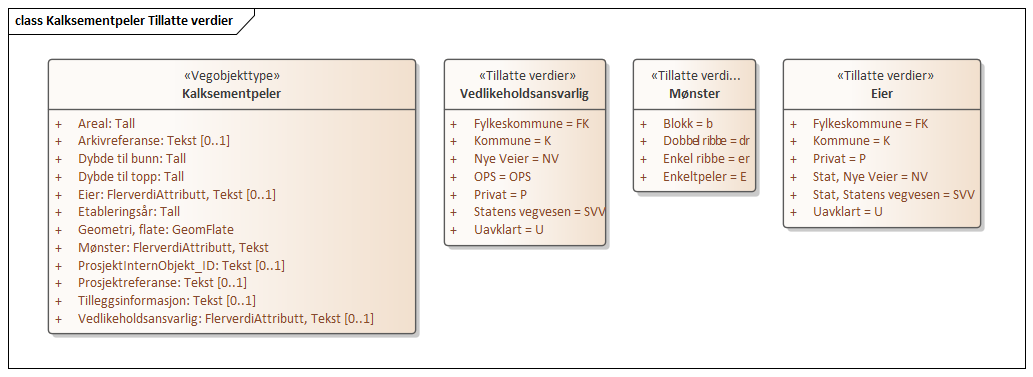 class Kalksementpeler Tillatte verdier
«Vegobjekttype»
Kalksementpeler
+ Areal: Tall
+ Arkivreferanse: Tekst [0..1]
+ Dybde til bunn: Tall
+ Dybde til topp: Tall
+ Eier: FlerverdiAttributt, Tekst [0..1]
+ Etableringsår: Tall
+ Geometri, flate: GeomFlate
+ Mønster: FlerverdiAttributt, Tekst
+ ProsjektInternObjekt_ID: Tekst [0..1]
+ Prosjektreferanse: Tekst [0..1]
+ Tilleggsinformasjon: Tekst [0..1]
+ Vedlikeholdsansvarlig: FlerverdiAttributt, Tekst [0..1]
«Tillatte verdier»
Vedlikeholdsansvarlig
+ Fylkeskommune = FK
+ Kommune = K
+ Nye Veier = NV
+ OPS = OPS
+ Privat = P
+ Statens vegvesen = SVV
+ Uavklart = U
«Tillatte verdi...
Mønster
+ Blokk = b
+ Dobbel ribbe = dr
+ Enkel ribbe = er
+ Enkeltpeler = E
«Tillatte verdier»
Eier
+ Fylkeskommune = FK
+ Kommune = K
+ Privat = P
+ Stat, Nye Veier = NV
+ Stat, Statens vegvesen = SVV
+ Uavklart = U